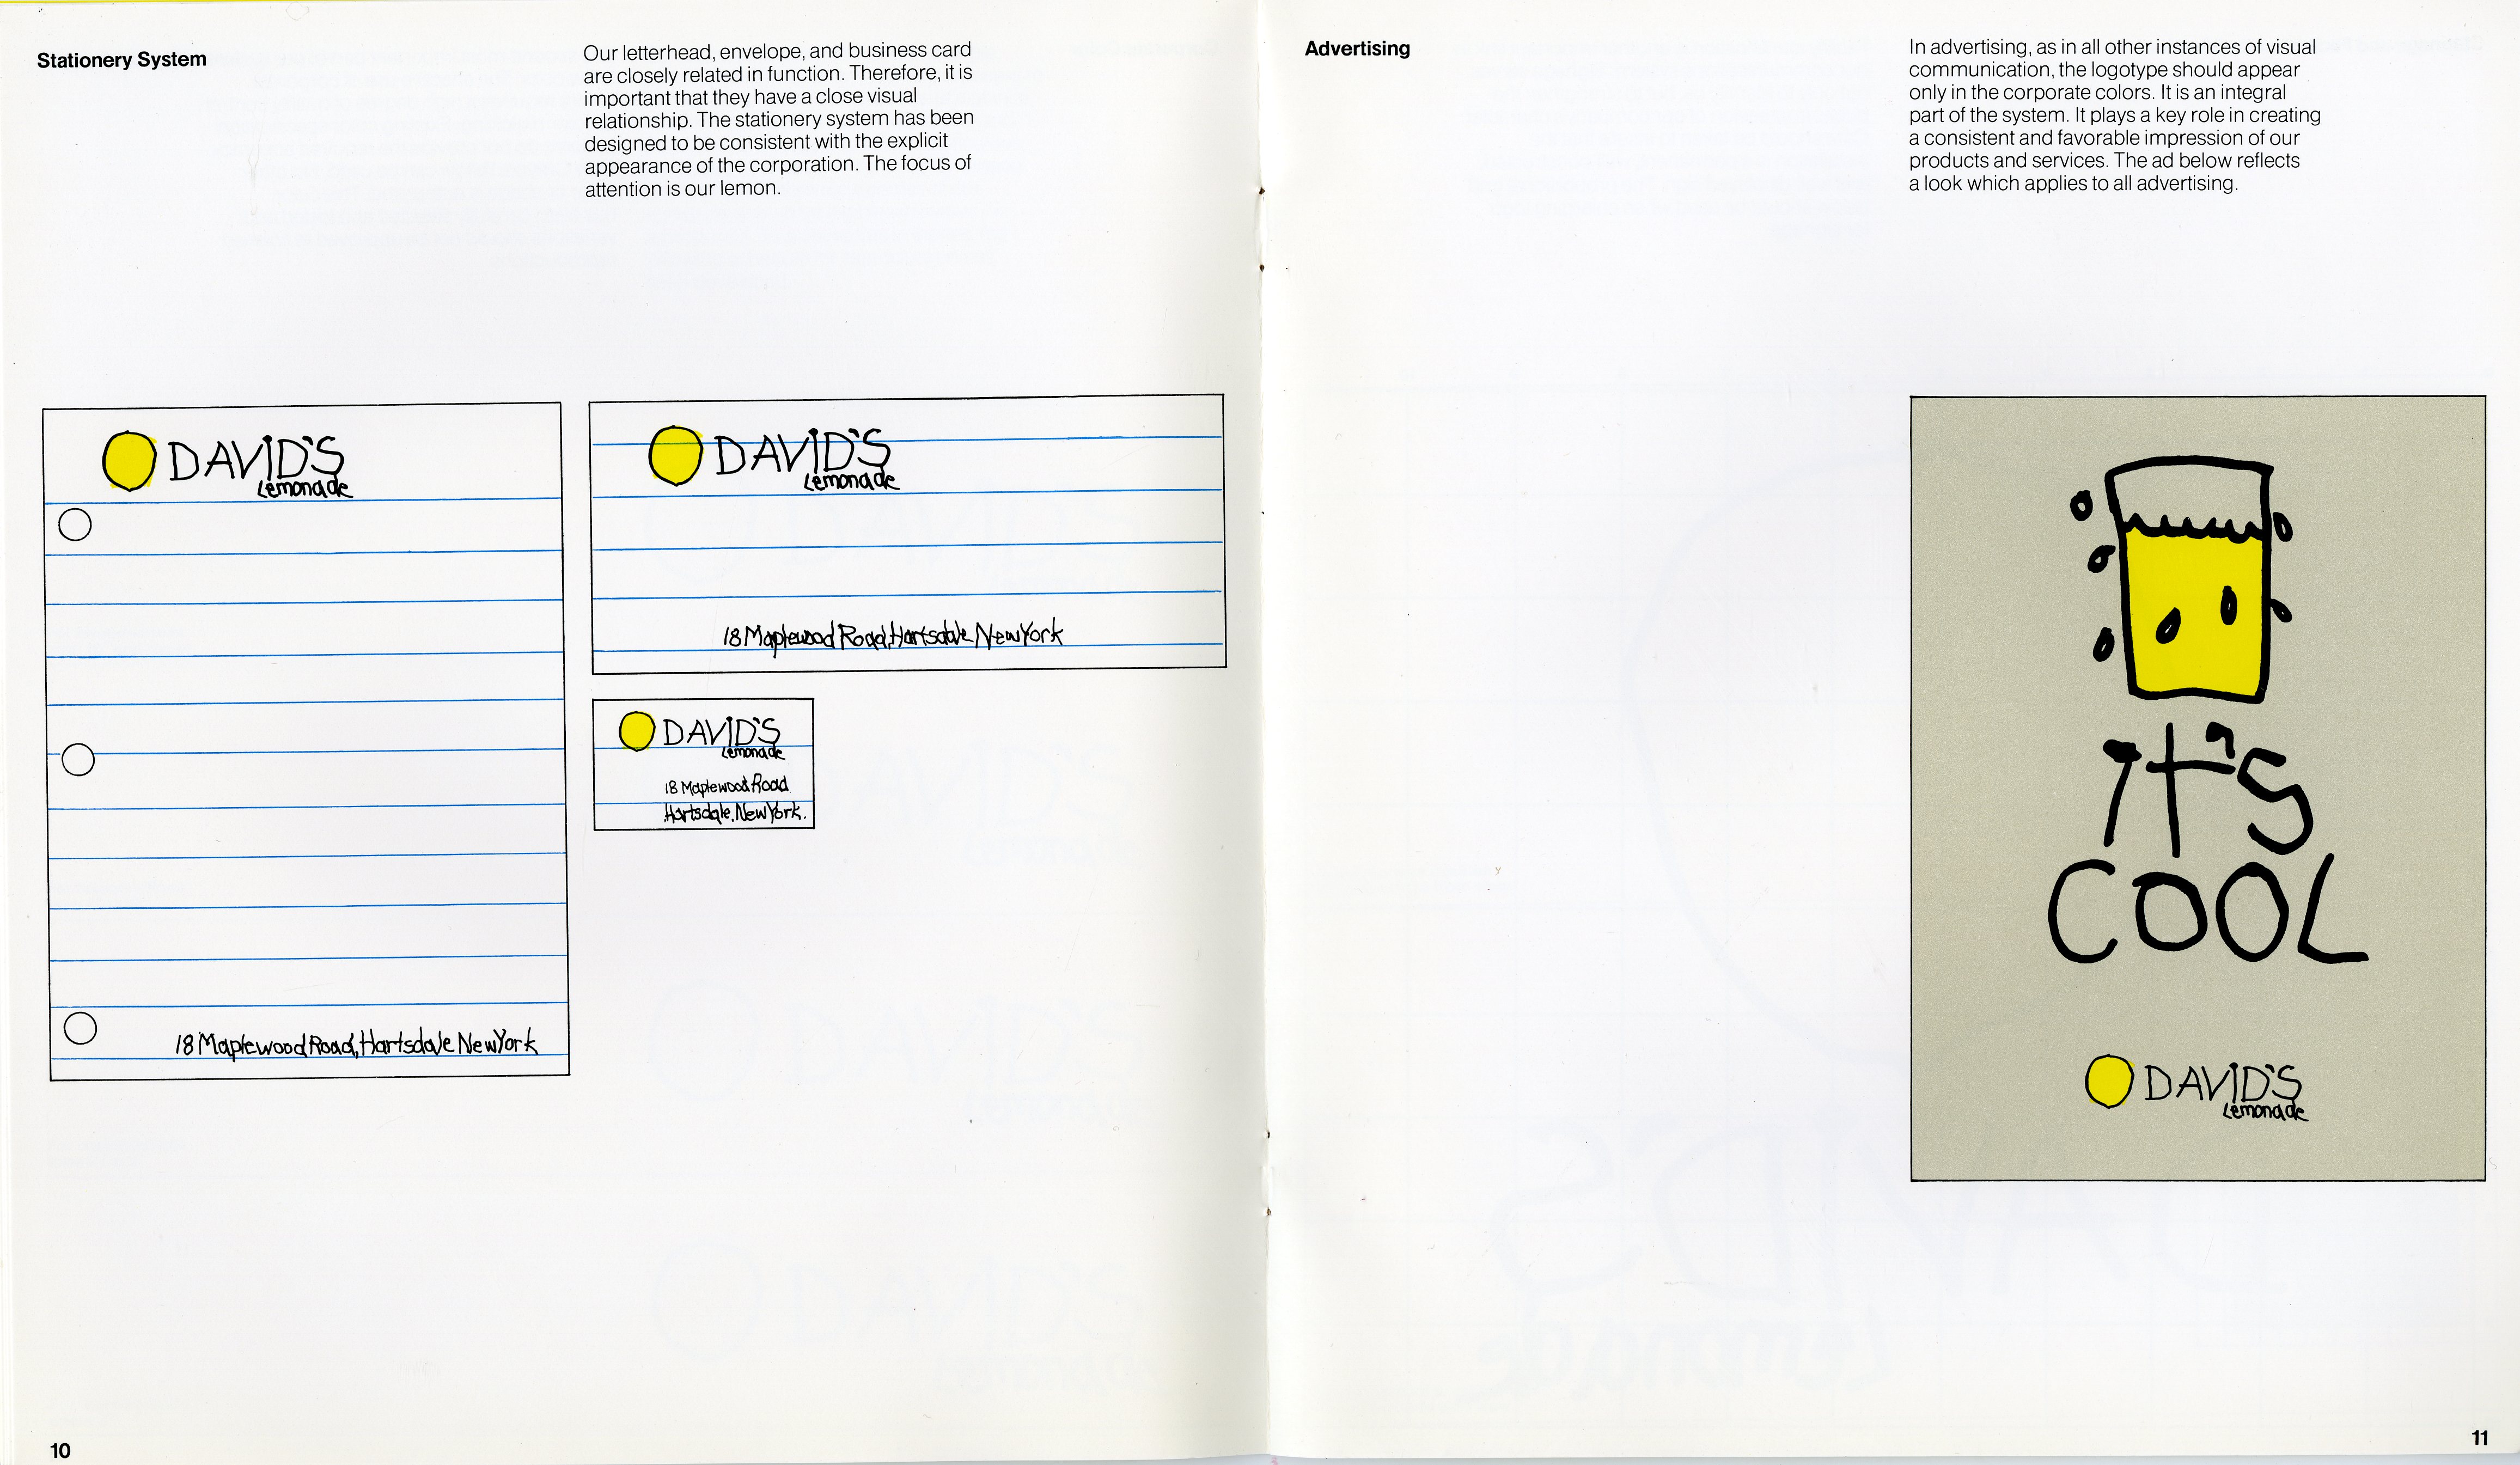 Stationery System
Our letterhead, envelope, and business card
are closely related in function. Therefore, it is
important that they have a close visual
relationship. The stationery system has been
designed to be consistent with the explicit
appearance of the corporation. The focus of
attention is our lemon.
DAVID'S
Lemonade
18 Maplewood Road, Hartsdale New York
DAVID'S
Lemonade
18 Maplewood Road, Hartsdale, New York
DAVID'S
Lemonade
18 Maplewood Road
Hartsdale, New York.
10
Advertising
In advertising, as in all other instances of visual
communication, the logotype should appear
only in the corporate colors. It is an integral
part of the system. It plays a key role in creating
a consistent and favorable impression of our
products and services. The ad below reflects
a look which applies to all advertising.
it's
COOL
DAVID'S
Lemonade
11